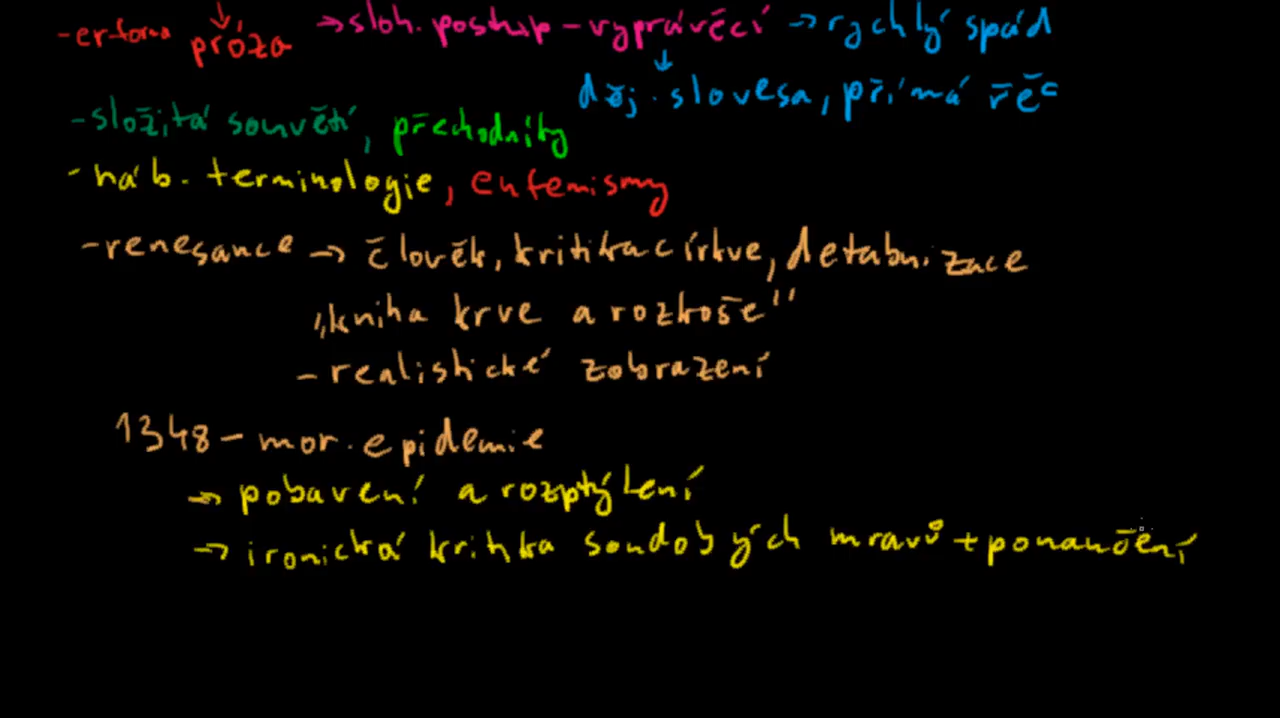 -er-forma próza → sloh. postup - vyprávěcí → rychlý spád
děj. slovesa, přímá řeč
- složitá souvětí, přechodníky
- náb. terminologie, eufemismy
- renesance → člověk, kritika církve, detabuizace
„kniha krve a rozkoše"
- realistické zobrazení
1348 - mor. epidemie
→ pobavení a rozptýlení
→ ironická kritika soudobých mravů + ponaučení